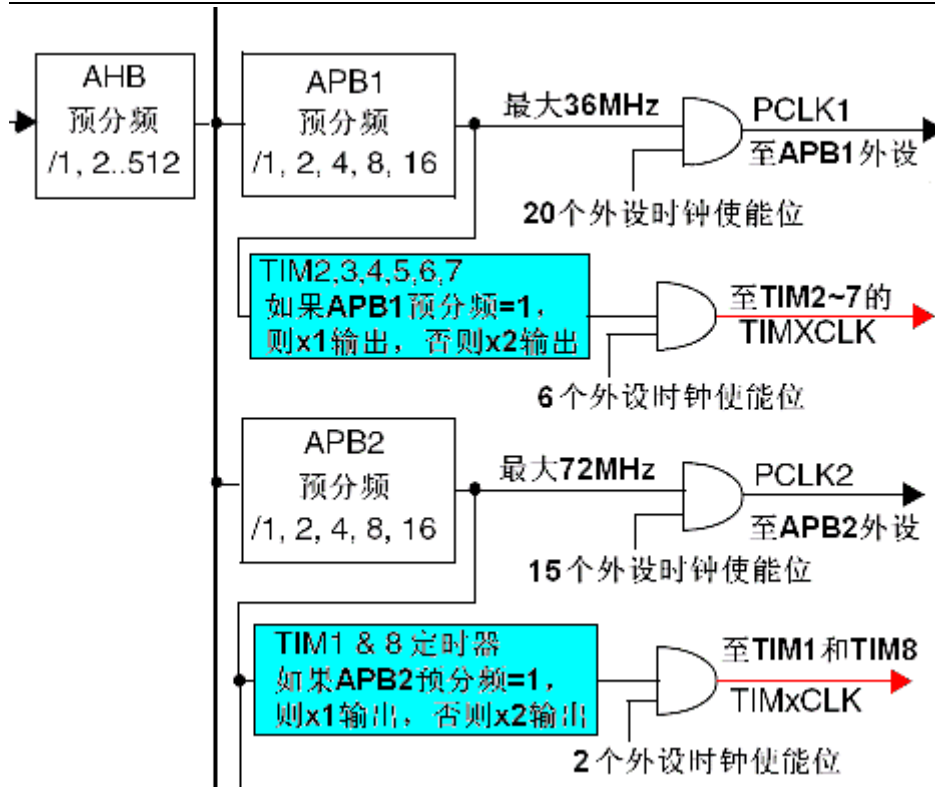 AHB
预分频
/1, 2..512
APB1
预分频
/1, 2, 4, 8, 16
最大36MHz
PCLK1
至APB1外设
20个外设时钟使能位
TIM2,3,4,5,6,7
如果APB1预分频=1，
则x1输出，否则x2输出
至TIM2~7的
TIMXCLK
6个外设时钟使能位
APB2
预分频
/1, 2, 4, 8, 16
最大72MHz
PCLK2
至APB2外设
15个外设时钟使能位
TIM1 & 8 定时器
如果APB2预分频=1，
则x1输出，否则x2输出
至TIM1和TIM8
TIMxCLK
2个外设时钟使能位